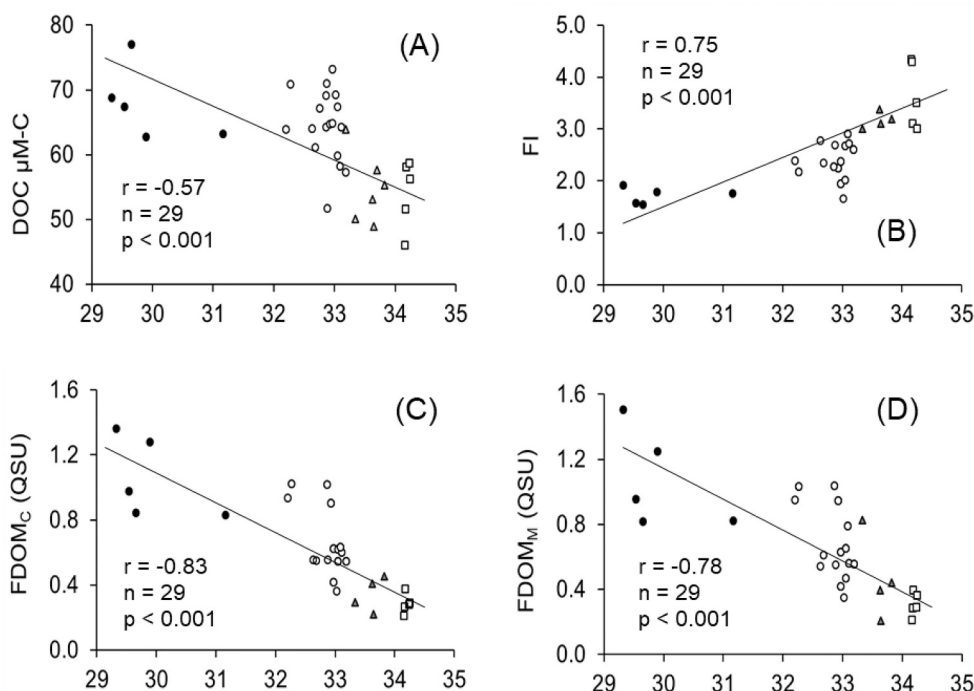 80
70
60
50
40
DOC µM-C
(A)
r = -0.57
n = 29
p < 0.001
29 30 31 32 33 34 35
5.0
4.0
3.0
2.0
1.0
0.0
FI
r = 0.75
n = 29
p < 0.001
(B)
29 30 31 32 33 34 35
1.6
1.2
0.8
0.4
0.0
FDOMC (QSU)
(C)
r = -0.83
n = 29
p < 0.001
29 30 31 32 33 34 35
1.6
1.2
0.8
0.4
0.0
FDOMM (QSU)
(D)
r = -0.78
n = 29
p < 0.001
29 30 31 32 33 34 35